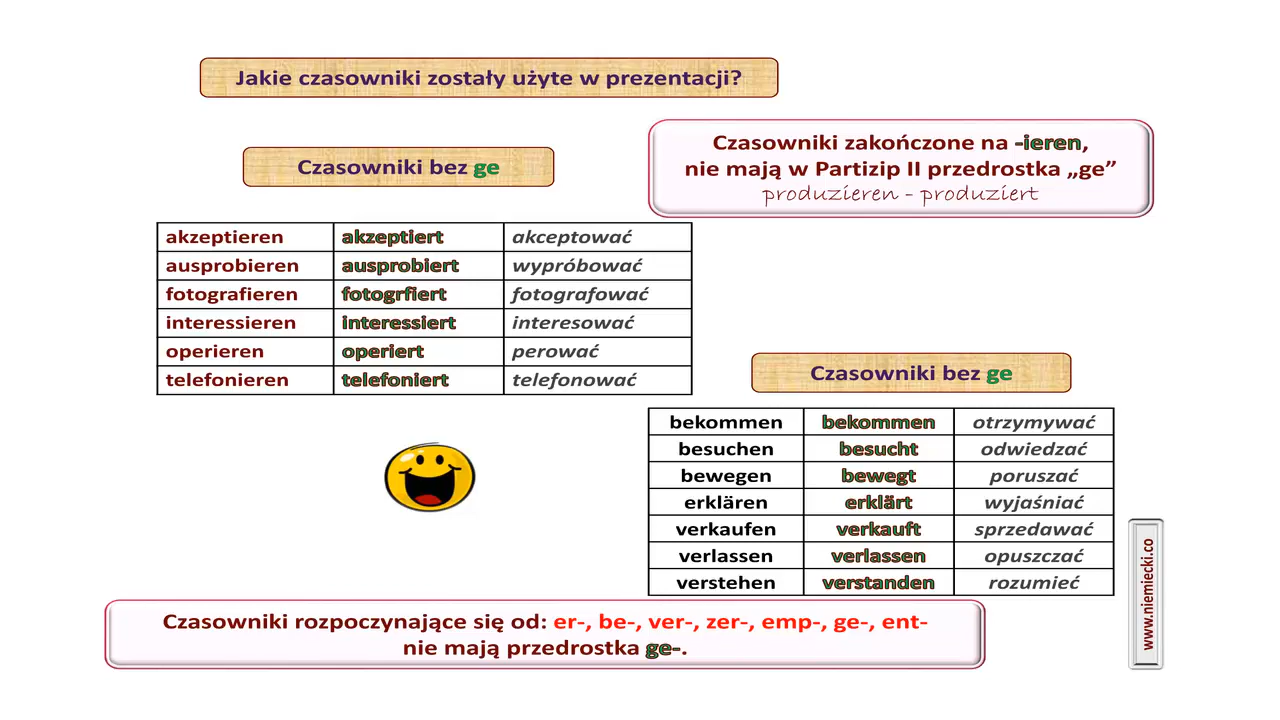 Jakie czasowniki zostały użyte w prezentacji?
Czasowniki zakończone na -ieren,
nie mają w Partizip II przedrostka „ge”
produzieren - produziert
Czasowniki bez ge
akzeptieren akzeptiert akceptować
ausprobieren ausprobiert wypróbować
fotografieren fotogrfiert fotografować
interessieren interessiert interesować
operieren operiert perować
telefonieren telefoniert telefonować
Czasowniki bez ge
bekommen bekommen otrzymywać
besuchen besucht odwiedzać
bewegen bewegt poruszać
erklären erklärt wyjaśniać
verkaufen verkauft sprzedawać
verlassen verlassen opuszczać
verstehen verstanden rozumieć
Czasowniki rozpoczynające się od: er-, be-, ver-, zer-, emp-, ge-, ent-
nie mają przedrostka ge-.
www.niemiecki.co